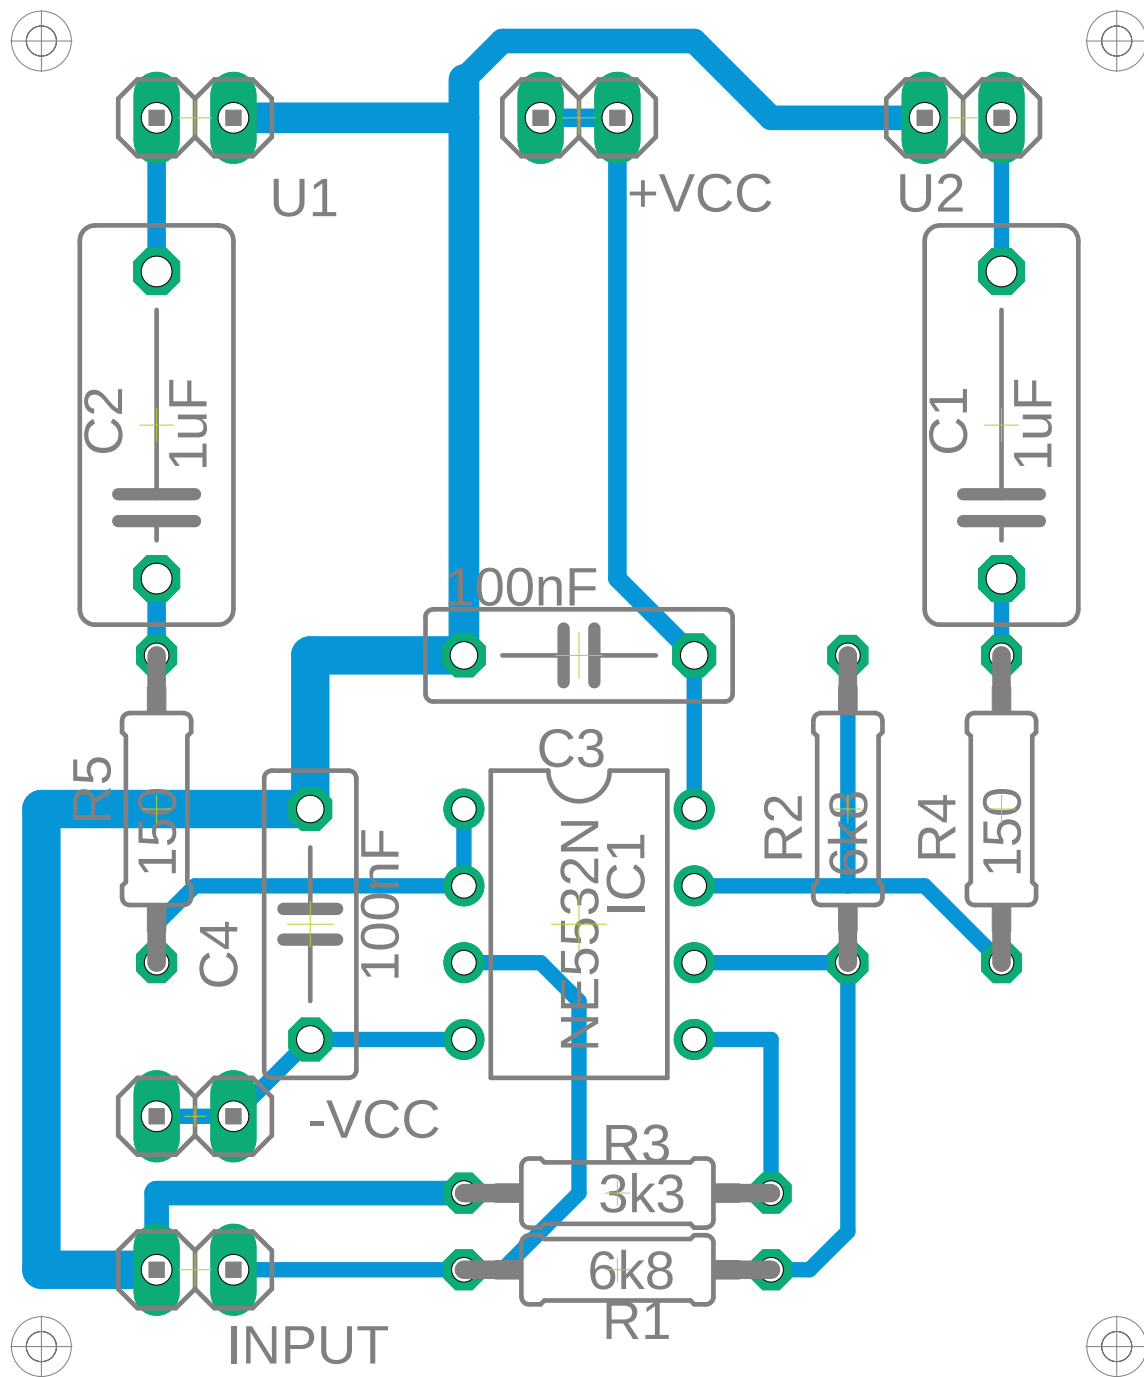 U1
+VCC
U2
C2
1uF
C1
1uF
100nF
C3
R5
150
C4
100nF
NE5532N
IC1
R2
6k8
R4
150
-VCC
R3
3k3
6k8
R1
INPUT